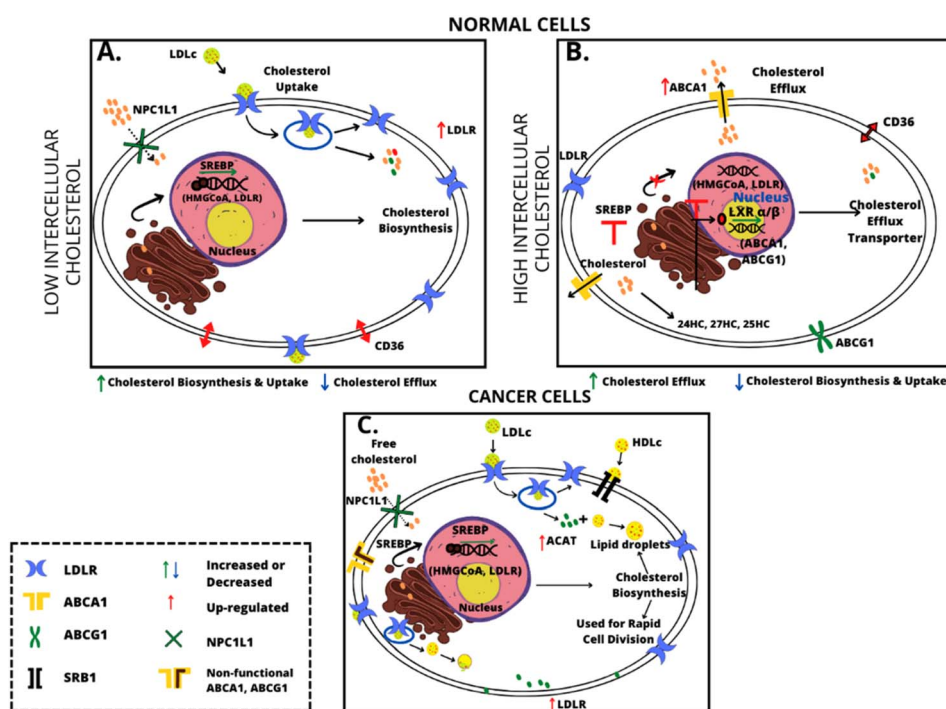 NORMAL CELLS
LOW INTERCELLULAR
CHOLESTEROL
A.
LDLc
Cholesterol
Uptake
NPC1L1
↑LDLR
SREBP
(HMGCoA, LDLR)
Nucleus
Cholesterol
Biosynthesis
CD36
↑Cholesterol Biosynthesis & Uptake ↓Cholesterol Efflux
HIGH INTERCELLULAR
CHOLESTEROL
B.
↑ABCA1
Cholesterol
Efflux
CD36
LDLR
(HMGCoA, LDLR)
Nucleus
SREBP
LXR α/β
(ABCA1,
ABCG1)
Cholesterol
Efflux
Transporter
Cholesterol
24HC, 27HC, 25HC
ABCG1
↑Cholesterol Efflux ↓Cholesterol Biosynthesis & Uptake
CANCER CELLS
C.
LDLc
HDLc
Free
cholesterol
NPC1L1
SREBP
SREBP
(HMGCoA, LDLR)
Nucleus
↑ACAT
+
Lipid droplets
Cholesterol
Biosynthesis
Used for Rapid
Cell Division
↑LDLR
LDLR
ABCA1
ABCG1
SRB1
↑↓ Increased or
Decreased
↑ Up-regulated
NPC1L1
Non-functional
ABCA1, ABCG1